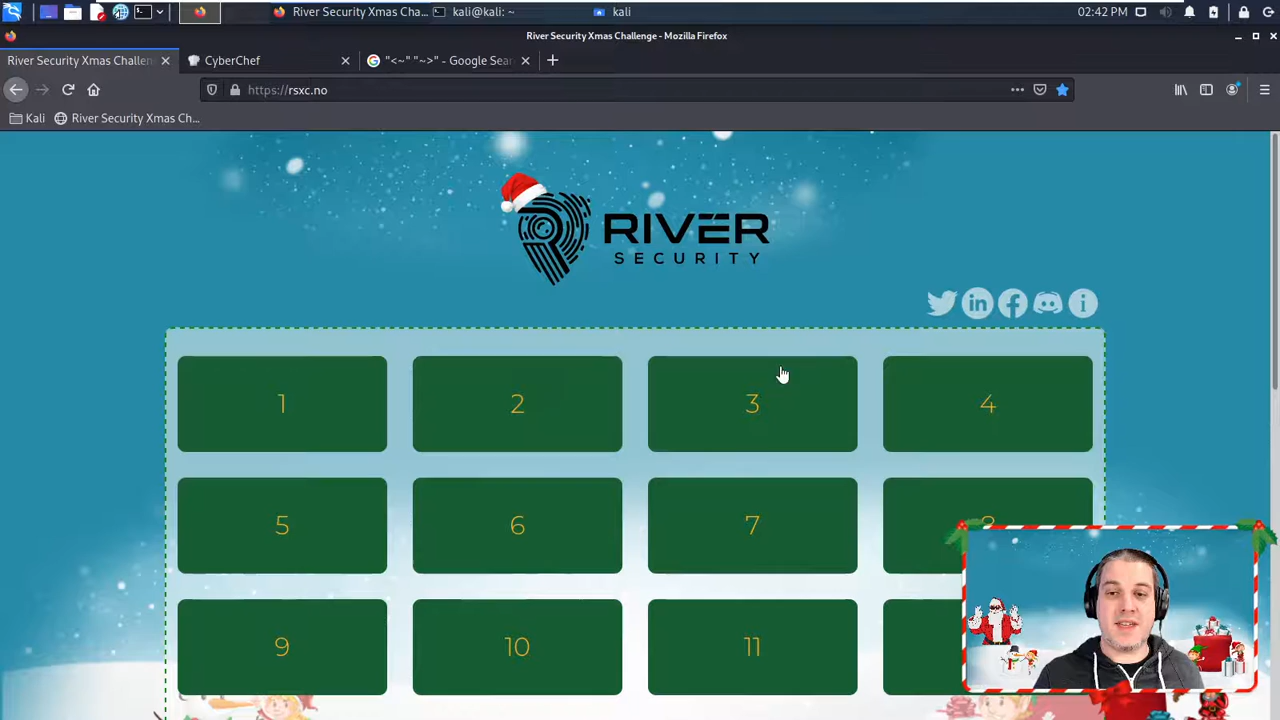 River Security Xmas Cha...
kali@kali: ~
kali
02:42 PM
River Security Xmas Challenge - Mozilla Firefox
River Security Xmas Challen
CyberChef
"<~" "~>" - Google Sear
https://rsxc.no
Kali
River Security Xmas Ch...
RIVER
SECURITY
1
2
3
4
5
6
7
8
9
10
11